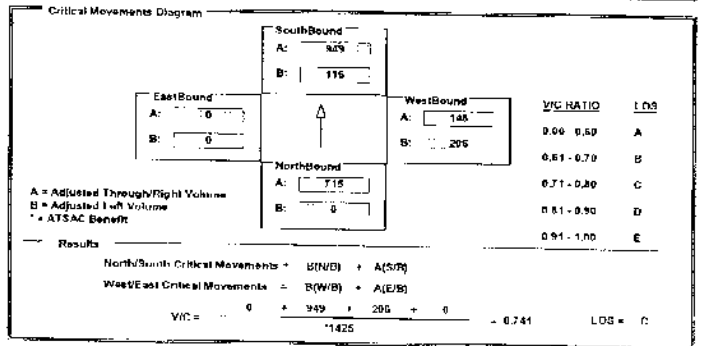 Critical Movements Diagram
SouthBound
A: 949
B: 116
EastBound
A: 0
B: 0
WestBound
A: 148
B: 206
NorthBound
A: 715
B: 0
V/C RATIO LOS
0.00 - 0.60 A
0.61 - 0.70 B
0.71 - 0.80 C
0.81 - 0.90 D
0.91 - 1.00 E
A = Adjusted Through/Right Volume
B = Adjusted Left Volume
* = ATSAC Benefit
Results
North/South Critical Movements = B(N/B) + A(S/B)
West/East Critical Movements = B(W/B) + A(E/B)
V/C = 0 + 949 + 206 + 0
*1425
= 0.741 LOS = C